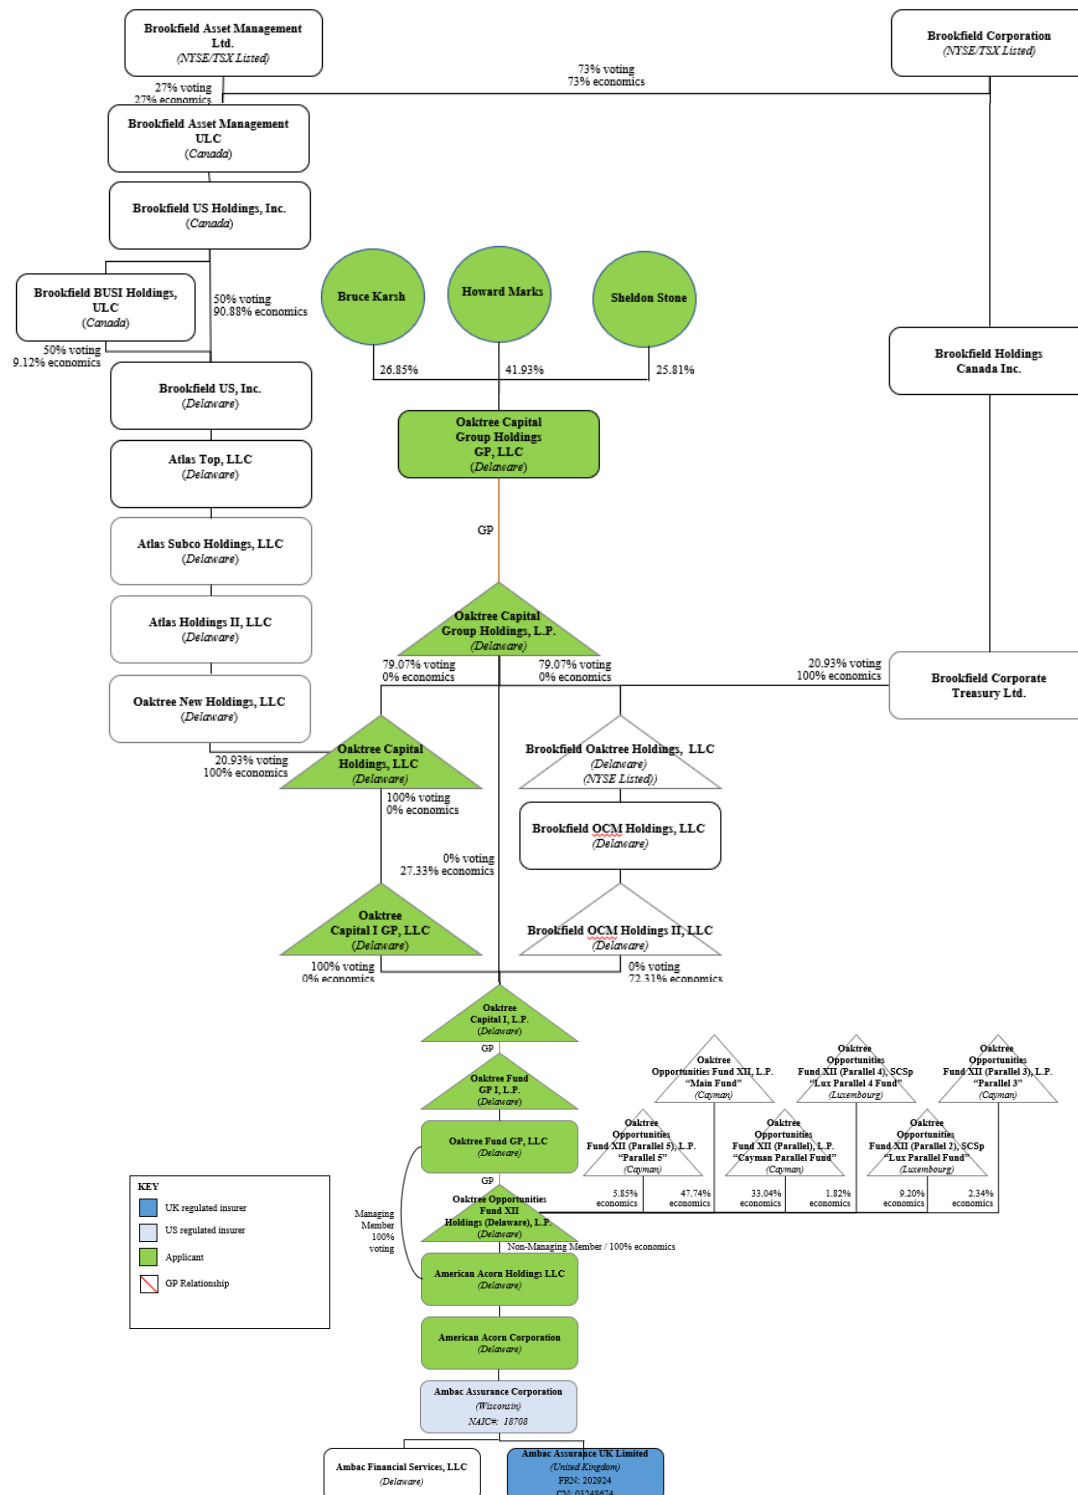 Brookfield Asset Management
Ltd.
(NYSE/TSX Listed)
Brookfield Corporation
(NYSE/TSX Listed)
73% voting
73% economics
27% voting
27% economics
Brookfield Asset Management
ULC
(Canada)
Brookfield US Holdings, Inc.
(Canada)
Brookfield BUSI Holdings,
ULC
(Canada)
50% voting
90.88% economics
50% voting
9.12% economics
Bruce Karsh
Howard Marks
Sheldon Stone
26.85%
41.93%
25.81%
Brookfield Holdings
Canada Inc.
Brookfield US, Inc.
(Delaware)
Oaktree Capital
Group Holdings
GP, LLC
(Delaware)
Atlas Top, LLC
(Delaware)
GP
Atlas Subco Holdings, LLC
(Delaware)
Atlas Holdings II, LLC
(Delaware)
Oaktree Capital
Group Holdings, L.P.
(Delaware)
79.07% voting
0% economics
79.07% voting
0% economics
20.93% voting
100% economics
Brookfield Corporate
Treasury Ltd.
Oaktree New Holdings, LLC
(Delaware)
20.93% voting
100% economics
Oaktree Capital
Holdings, LLC
(Delaware)
Brookfield Oaktree Holdings, LLC
(Delaware)
(NYSE Listed))
100% voting
0% economics
Brookfield OCM Holdings, LLC
(Delaware)
0% voting
27.33% economics
Oaktree
Capital I GP, LLC
(Delaware)
Brookfield OCM Holdings II, LLC
(Delaware)
100% voting
0% economics
0% voting
72.31% economics
Oaktree
Capital I, L.P.
(Delaware)
GP
Oaktree Fund
GP I, L.P.
(Delaware)
Oaktree Fund GP, LLC
(Delaware)
GP
Oaktree
Opportunities Fund XII, L.P.
“Main Fund”
(Cayman)
Oaktree
Opportunities
Fund XII (Parallel 4), SCSp
“Lux Parallel 4 Fund”
(Luxembourg)
Oaktree
Opportunities
Fund XII (Parallel 3), L.P.
“Parallel 3”
(Cayman)
Oaktree
Opportunities
Fund XII (Parallel 5), L.P.
“Parallel 5”
(Cayman)
Oaktree
Opportunities
Fund XII (Parallel), L.P.
“Cayman Parallel Fund”
(Cayman)
Oaktree
Opportunities
Fund XII (Parallel 2), SCSp
“Lux Parallel Fund”
(Luxembourg)
5.85%
economics
47.74%
economics
33.04%
economics
1.82%
economics
9.20%
economics
2.34%
economics
Oaktree Opportunities
Fund XII
Holdings (Delaware), L.P.
(Delaware)
Managing
Member
100%
voting
Non-Managing Member / 100% economics
American Acorn Holdings LLC
(Delaware)
American Acorn Corporation
(Delaware)
Ambac Assurance Corporation
(Wisconsin)
NAIC#: 18708
Ambac Financial Services, LLC
(Delaware)
Ambac Assurance UK Limited
(United Kingdom)
FRN: 202924
CN: 03248674
KEY
UK regulated insurer
US regulated insurer
Applicant
GP Relationship